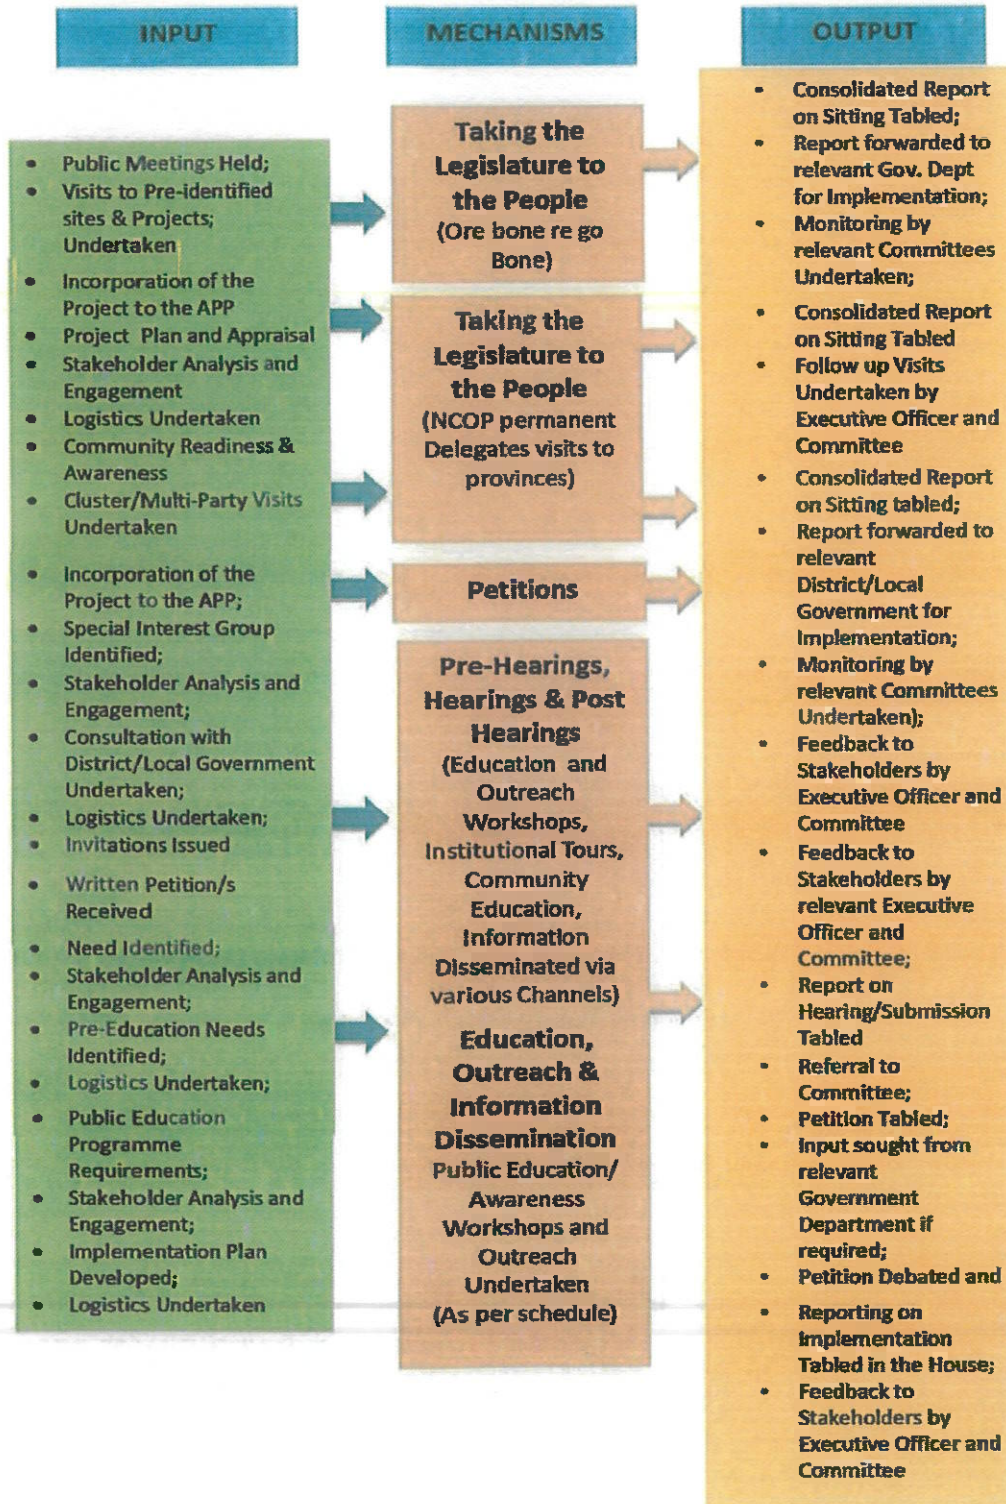 INPUT
Public Meetings Held;
Visits to Pre-identified
sites & Projects;
Undertaken
Incorporation of the
Project to the APP
Project Plan and Appraisal
Stakeholder Analysis and
Engagement
Logistics Undertaken
Community Readiness &
Awareness
Cluster/Multi-Party Visits
Undertaken
Incorporation of the
Project to the APP;
Special Interest Group
Identified;
Stakeholder Analysis and
Engagement;
Consultation with
District/Local Government
Undertaken;
Logistics Undertaken;
Invitations Issued
Written Petition/s
Received
Need Identified;
Stakeholder Analysis and
Engagement;
Pre-Education Needs
Identified;
Logistics Undertaken;
Public Education
Programme
Requirements;
Stakeholder Analysis and
Engagement;
Implementation Plan
Developed;
Logistics Undertaken
MECHANISMS
Taking the
Legislature to
the People
(Ore bone re go
Bone)
Taking the
Legislature to
the People
(NCOP permanent
Delegates visits to
provinces)
Petitions
Pre-Hearings,
Hearings & Post
Hearings
(Education and
Outreach
Workshops,
Institutional Tours,
Community
Education,
Information
Disseminated via
various Channels)
Education,
Outreach &
Information
Dissemination
Public Education/
Awareness
Workshops and
Outreach
Undertaken
(As per schedule)
OUTPUT
Consolidated Report
on Sitting Tabled;
Report forwarded to
relevant Gov. Dept
for Implementation;
Monitoring by
relevant Committees
Undertaken;
Consolidated Report
on Sitting Tabled
Follow up Visits
Undertaken by
Executive Officer and
Committee
Consolidated Report
on Sitting tabled;
Report forwarded to
relevant
District/Local
Government for
Implementation;
Monitoring by
relevant Committees
Undertaken);
Feedback to
Stakeholders by
Executive Officer and
Committee
Feedback to
Stakeholders by
relevant Executive
Officer and
Committee;
Report on
Hearing/Submission
Tabled
Referral to
Committee;
Petition Tabled;
Input sought from
relevant
Government
Department if
required;
Petition Debated and
Reporting on
Implementation
Tabled in the House;
Feedback to
Stakeholders by
Executive Officer and
Committee